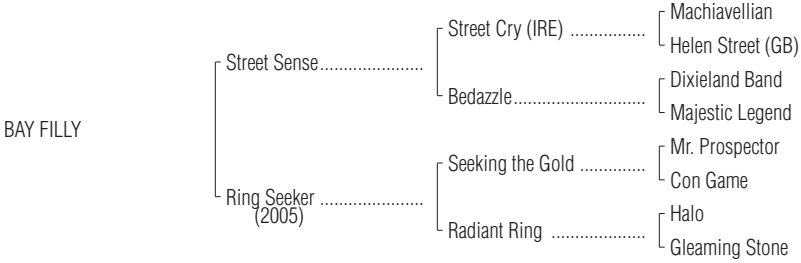 Machiavellian
Street Cry (IRE) ................
Helen Street (GB)
Street Sense......................
Dixieland Band
Bedazzle............................
Majestic Legend
BAY FILLY
Mr. Prospector
Seeking the Gold ..............
Con Game
Ring Seeker ......................
(2005)
Halo
Radiant Ring ....................
Gleaming Stone